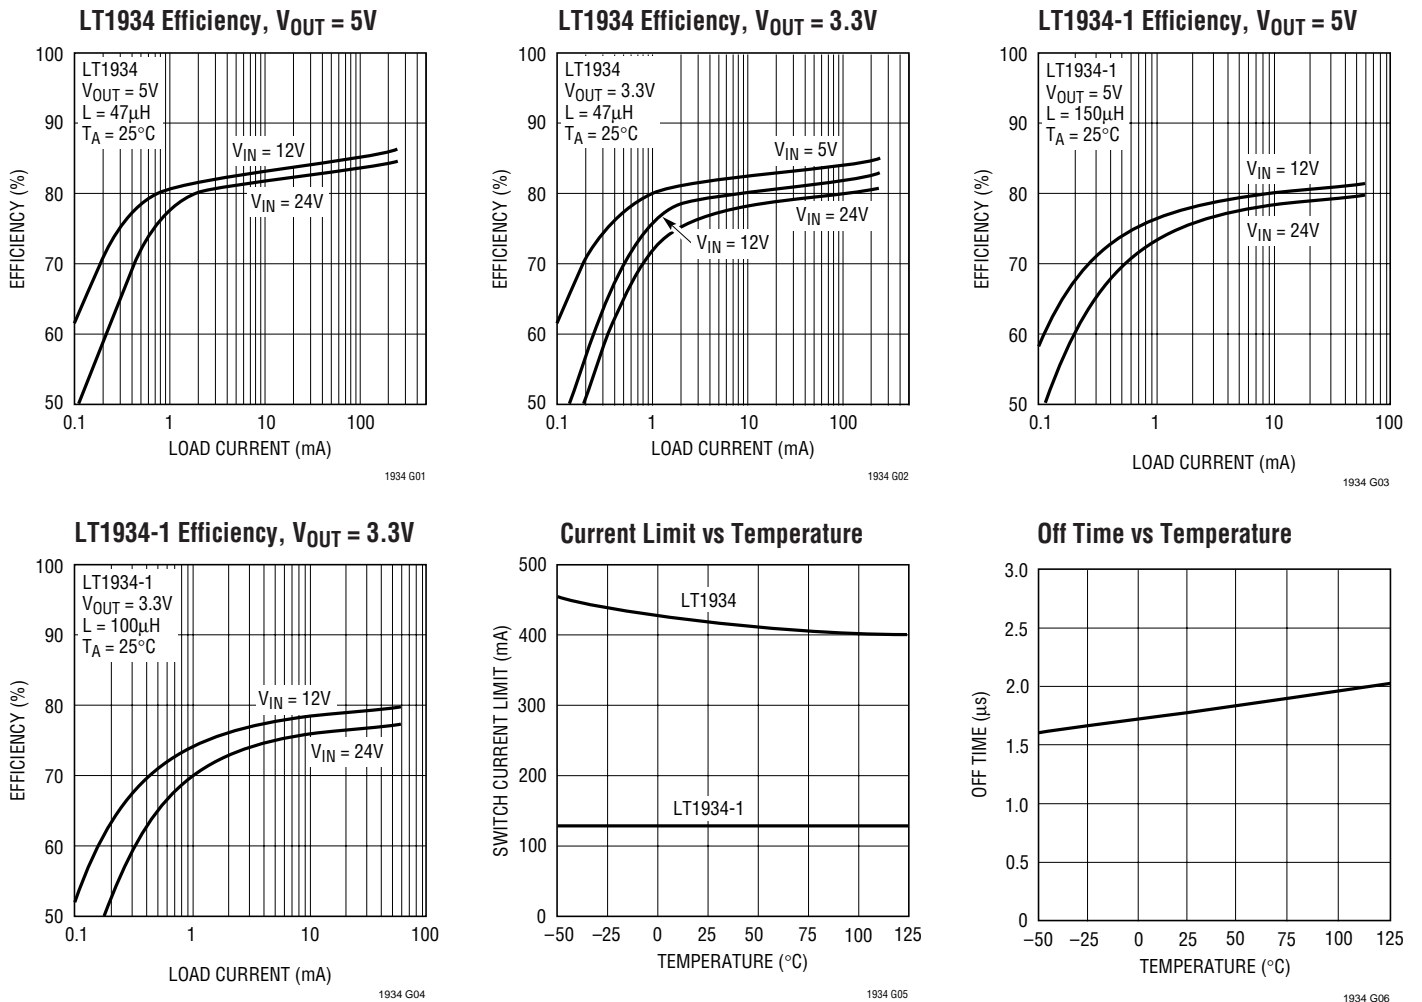 LT1934 Efficiency, VOUT = 5V
100
90
80
70
60
50
EFFICIENCY (%)
LT1934
VOUT = 5V
L = 47µH
TA = 25°C
VIN = 12V
VIN = 24V
0.1
1
10
100
LOAD CURRENT (mA)
1934 G01
LT1934 Efficiency, VOUT = 3.3V
100
90
80
70
60
50
EFFICIENCY (%)
LT1934
VOUT = 3.3V
L = 47µH
TA = 25°C
VIN = 5V
VIN = 24V
VIN = 12V
0.1
1
10
100
LOAD CURRENT (mA)
1934 G02
LT1934-1 Efficiency, VOUT = 5V
100
90
80
70
60
50
EFFICIENCY (%)
LT1934-1
VOUT = 5V
L = 150µH
TA = 25°C
VIN = 12V
VIN = 24V
0.1
1
10
100
LOAD CURRENT (mA)
1934 G03
LT1934-1 Efficiency, VOUT = 3.3V
100
90
80
70
60
50
EFFICIENCY (%)
LT1934-1
VOUT = 3.3V
L = 100µH
TA = 25°C
VIN = 12V
VIN = 24V
0.1
1
10
100
LOAD CURRENT (mA)
1934 G04
Current Limit vs Temperature
500
400
300
200
100
0
SWITCH CURRENT LIMIT (mA)
LT1934
LT1934-1
–50
–25
0
25
50
75
100
125
TEMPERATURE (°C)
1934 G05
Off Time vs Temperature
3.0
2.5
2.0
1.5
1.0
0.5
0
OFF TIME (µs)
–50
–25
0
25
50
75
100
125
TEMPERATURE (°C)
1934 G06